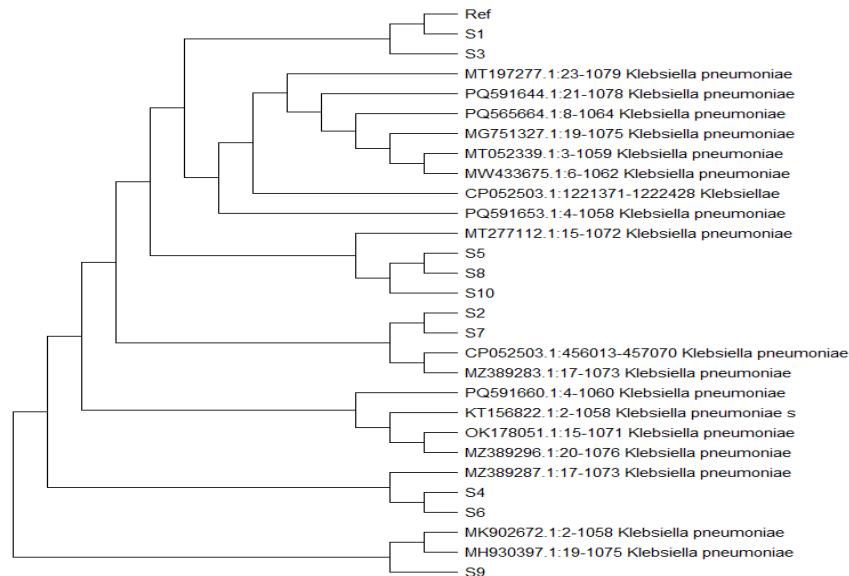 Ref
S1
S3
MT197277.1:23-1079 Klebsiella pneumoniae
PQ591644.1:21-1078 Klebsiella pneumoniae
PQ565664.1:8-1064 Klebsiella pneumoniae
MG751327.1:19-1075 Klebsiella pneumoniae
MT052339.1:3-1059 Klebsiella pneumoniae
MW433675.1:6-1062 Klebsiella pneumoniae
CP052503.1:1221371-1222428 Klebsiellae
PQ591653.1:4-1058 Klebsiella pneumoniae
MT277112.1:15-1072 Klebsiella pneumoniae
S5
S8
S10
S2
S7
CP052503.1:456013-457070 Klebsiella pneumoniae
MZ389283.1:17-1073 Klebsiella pneumoniae
PQ591660.1:4-1060 Klebsiella pneumoniae
KT156822.1:2-1058 Klebsiella pneumoniae s
OK178051.1:15-1071 Klebsiella pneumoniae
MZ389296.1:20-1076 Klebsiella pneumoniae
MZ389287.1:17-1073 Klebsiella pneumoniae
S4
S6
MK902672.1:2-1058 Klebsiella pneumoniae
MH930397.1:19-1075 Klebsiella pneumoniae
S9